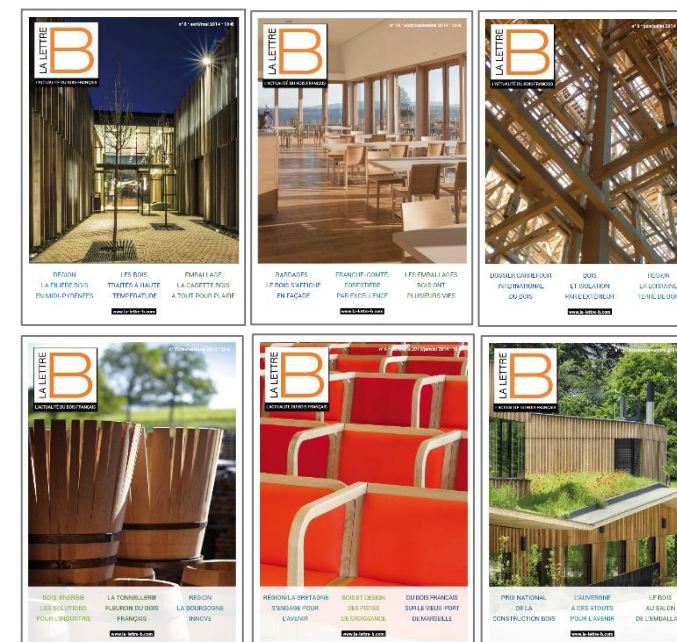 LA LETTRE
B
L'ACTUALITÉ DU BOIS FRANÇAIS
n° 8 • avril/mai 2014 • 10 €
RÉGION
LA FILIÈRE BOIS
EN MIDI-PYRÉNÉES
LES BOIS
TRAITÉS À HAUTE
TEMPÉRATURE
EMBALLAGE
LA CAGETTE BOIS
A TOUT POUR PLAIRE
www.la-lettre-b.com
LA LETTRE
B
L'ACTUALITÉ DU BOIS FRANÇAIS
BARDAGES
LE BOIS S'AFFICHE
EN FAÇADE
FRANCHE-COMTÉ,
FORESTIÈRE
PAR EXCELLENCE
LES EMBALLAGES
BOIS ONT
PLUSIEURS VIES
www.la-lettre-b.com
LA LETTRE
B
L'ACTUALITÉ DU BOIS FRANÇAIS
DOSSIER CARREFOUR
INTERNATIONAL
DU BOIS
BOIS
ET ISOLATION
PAR L'EXTÉRIEUR
RÉGION
LA LORRAINE,
TERRE DE BOIS
www.la-lettre-b.com
LA LETTRE
B
L'ACTUALITÉ DU BOIS FRANÇAIS
BOIS-ÉNERGIE
LES SOLUTIONS
POUR L'INDUSTRIE
LA TONNELLERIE
FLEURON DU BOIS
FRANÇAIS
RÉGION
LA BOURGOGNE
INNOVE
www.la-lettre-b.com
LA LETTRE
B
L'ACTUALITÉ DU BOIS FRANÇAIS
RÉGION LA BRETAGNE
S'ENGAGE POUR
L'AVENIR
BOIS ET DESIGN
DES PISTES
DE CROISSANCE
DU BOIS FRANCAIS
SUR LE VIEUX-PORT
DE MARSEILLE
www.la-lettre-b.com
LA LETTRE
B
L'ACTUALITÉ DU BOIS FRANÇAIS
PRIX NATIONAL
DE LA
CONSTRUCTION BOIS
L'AUVERGNE
A DES ATOUTS
POUR L'AVENIR
LE BOIS
AU SALON
DE L'EMBALLA
www.la-lettre-b.com